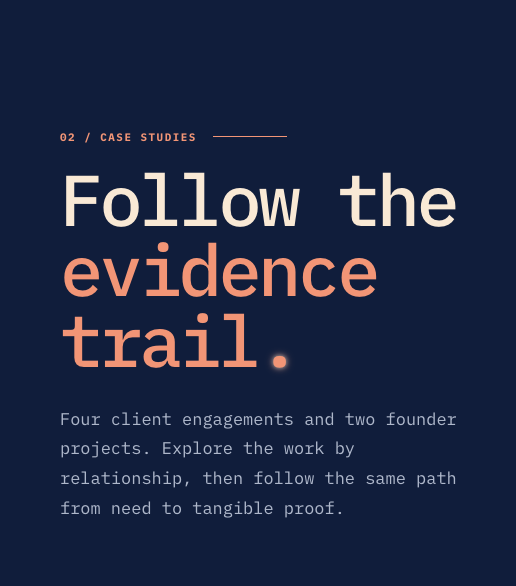 02 / CASE STUDIES
Follow the
evidence
trail.
Four client engagements and two founder
projects. Explore the work by
relationship, then follow the same path
from need to tangible proof.